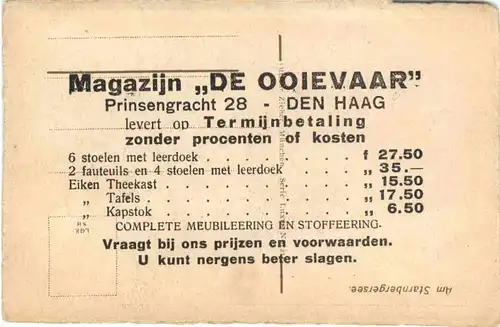 Magazijn „DE OOIEVAAR”
Prinsengracht 28 - DEN HAAG
levert op Termijnbetaling
zonder procenten of kosten
6 stoelen met leerdoek . . . . . . f 27.50
2 fauteuils en 4 stoelen met leerdoek . „ 35.—
Eiken Theekast . . . . . . . . „ 15.50
„ Tafels . . . . . . . . „ 17.50
„ Kapstok . . . . . . . . „ 6.50
COMPLETE MEUBILEERING EN STOFFEERING.
Vraagt bij ons prijzen en voorwaarden.
U kunt nergens beter slagen.
Am Starnbergersee.